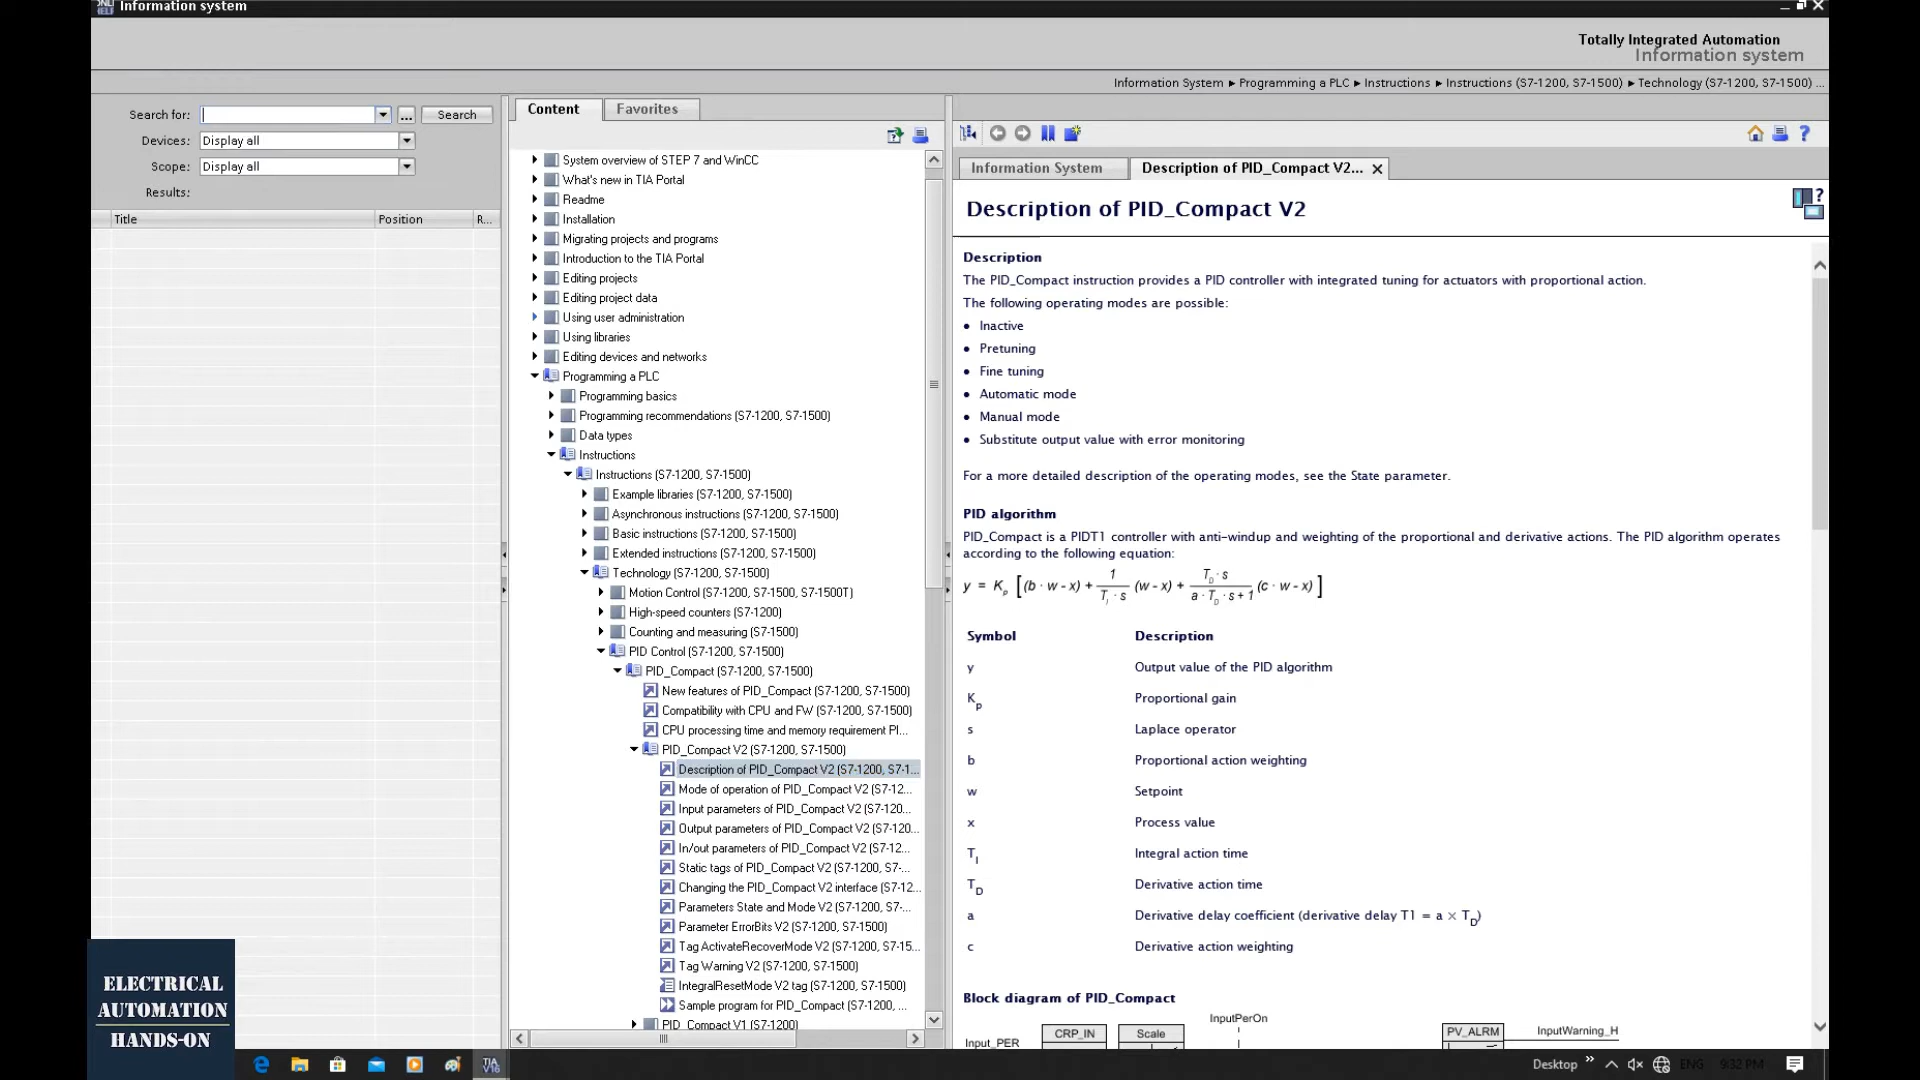 Information system
Totally Integrated Automation
Information system
Information System ▸ Programming a PLC ▸ Instructions ▸ Instructions (S7-1200, S7-1500) ▸ Technology (S7-1200, S7-1500) ...
Search for:
...
Search
Devices:
Display all
Scope:
Display all
Results:
Title
Position
R...
Content
Favorites
System overview of STEP 7 and WinCC
What's new in TIA Portal
Readme
Installation
Migrating projects and programs
Introduction to the TIA Portal
Editing projects
Editing project data
Using user administration
Using libraries
Editing devices and networks
Programming a PLC
Programming basics
Programming recommendations (S7-1200, S7-1500)
Data types
Instructions
Instructions (S7-1200, S7-1500)
Example libraries (S7-1200, S7-1500)
Asynchronous instructions (S7-1200, S7-1500)
Basic instructions (S7-1200, S7-1500)
Extended instructions (S7-1200, S7-1500)
Technology (S7-1200, S7-1500)
Motion Control (S7-1200, S7-1500, S7-1500T)
High-speed counters (S7-1200)
Counting and measuring (S7-1500)
PID Control (S7-1200, S7-1500)
PID_Compact (S7-1200, S7-1500)
New features of PID_Compact (S7-1200, S7-1500)
Compatibility with CPU and FW (S7-1200, S7-1500)
CPU processing time and memory requirement PI...
PID_Compact V2 (S7-1200, S7-1500)
Description of PID_Compact V2 (S7-1200, S7-1...
Mode of operation of PID_Compact V2 (S7-12...
Input parameters of PID_Compact V2 (S7-120...
Output parameters of PID_Compact V2 (S7-120...
In/out parameters of PID_Compact V2 (S7-12...
Static tags of PID_Compact V2 (S7-1200, S7-...
Changing the PID_Compact V2 interface (S7-12...
Parameters State and Mode V2 (S7-1200, S7-...
Parameter ErrorBits V2 (S7-1200, S7-1500)
Tag ActivateRecoverMode V2 (S7-1200, S7-15...
Tag Warning V2 (S7-1200, S7-1500)
IntegralResetMode V2 tag (S7-1200, S7-1500)
Sample program for PID_Compact (S7-1200, ...
PID_Compact V1 (S7-1200)
Information System
Description of PID_Compact V2...
Description of PID_Compact V2
Description
The PID_Compact instruction provides a PID controller with integrated tuning for actuators with proportional action.
The following operating modes are possible:
• Inactive
• Pretuning
• Fine tuning
• Automatic mode
• Manual mode
• Substitute output value with error monitoring
For a more detailed description of the operating modes, see the State parameter.
PID algorithm
PID_Compact is a PIDT1 controller with anti-windup and weighting of the proportional and derivative actions. The PID algorithm operates
according to the following equation:
y = Kp [(b · w - x) + 1 / (TI · s) (w - x) + (TD · s) / (a · TD · s + 1) (c · w - x)]
Symbol Description
y Output value of the PID algorithm
Kp Proportional gain
s Laplace operator
b Proportional action weighting
w Setpoint
x Process value
TI Integral action time
TD Derivative action time
a Derivative delay coefficient (derivative delay T1 = a × TD)
c Derivative action weighting
Block diagram of PID_Compact
InputPerOn
CRP_IN
Scale
PV_ALRM
InputWarning_H
Input_PER
ELECTRICAL
AUTOMATION
HANDS-ON
TIA
V16
Desktop
ENG
9:32 PM